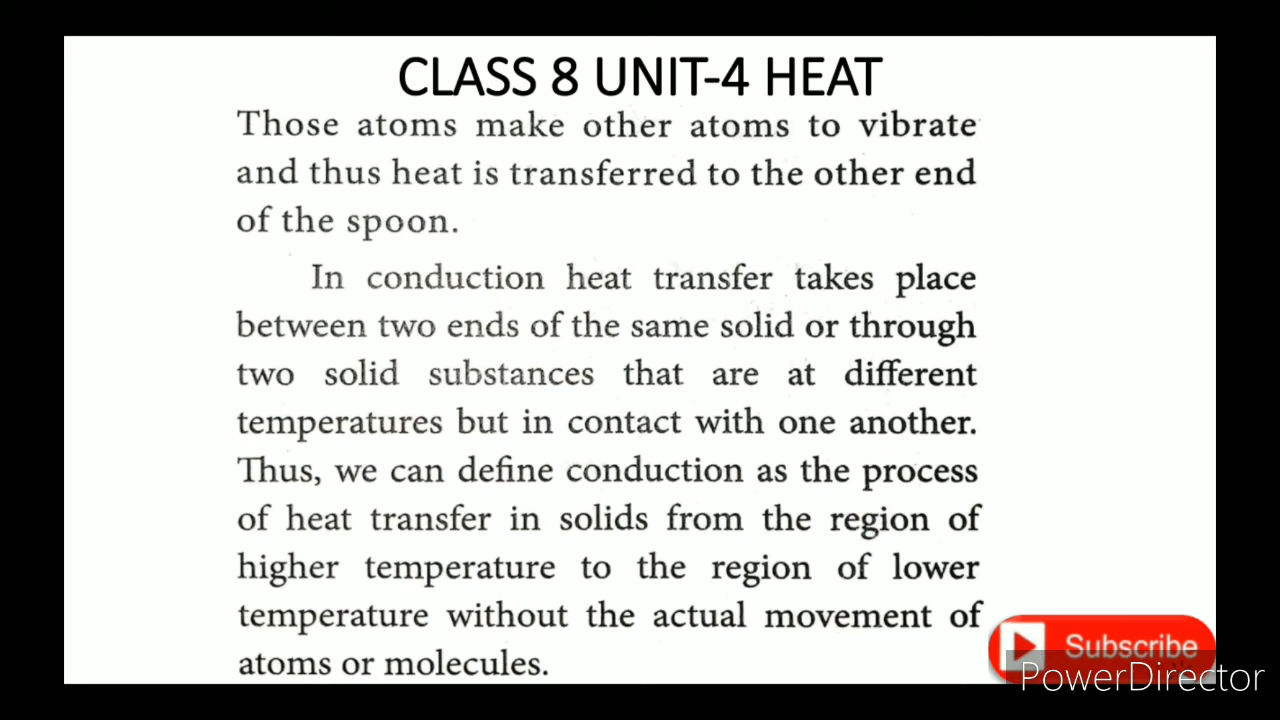 CLASS 8 UNIT-4 HEAT
Those atoms make other atoms to vibrate
and thus heat is transferred to the other end
of the spoon.
In conduction heat transfer takes place
between two ends of the same solid or through
two solid substances that are at different
temperatures but in contact with one another.
Thus, we can define conduction as the process
of heat transfer in solids from the region of
higher temperature to the region of lower
temperature without the actual movement of
atoms or molecules.
Subscribe
PowerDirector